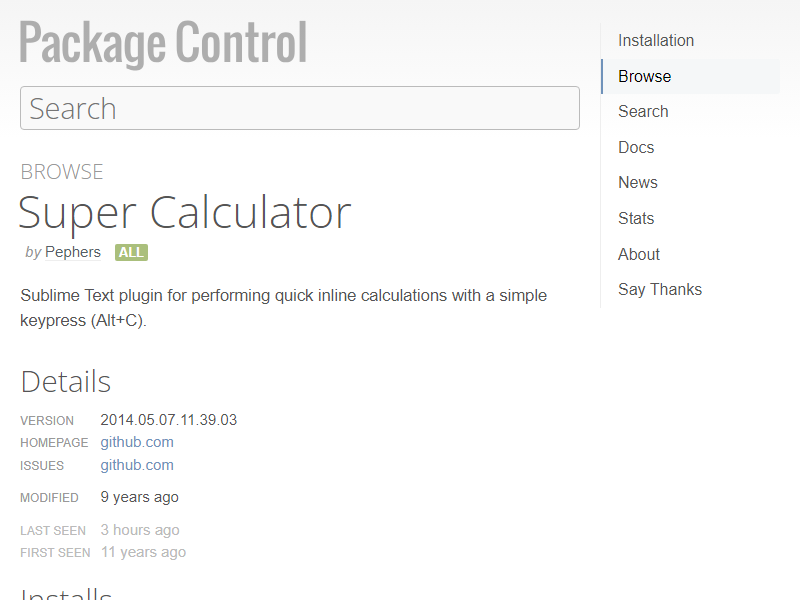 Package Control
Search
BROWSE
Super Calculator
by Pephers ALL
Sublime Text plugin for performing quick inline calculations with a simple
keypress (Alt+C).
Details
VERSION 2014.05.07.11.39.03
HOMEPAGE github.com
ISSUES github.com
MODIFIED 9 years ago
LAST SEEN 3 hours ago
FIRST SEEN 11 years ago
Installs
Installation
Browse
Search
Docs
News
Stats
About
Say Thanks